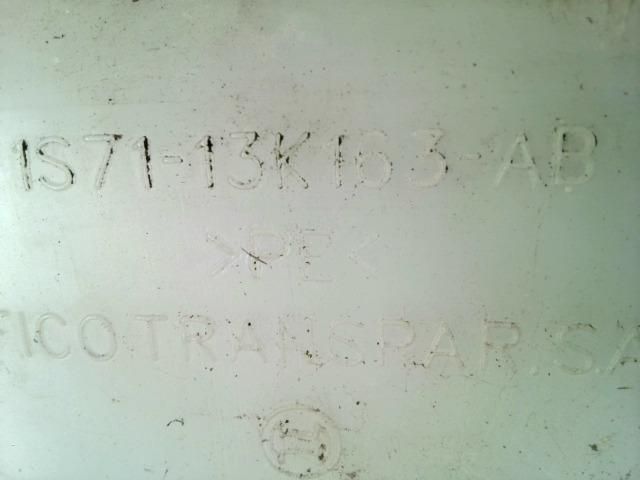 1S71-13K163-AB
>PE<
FICO TRANSPAR.S.A